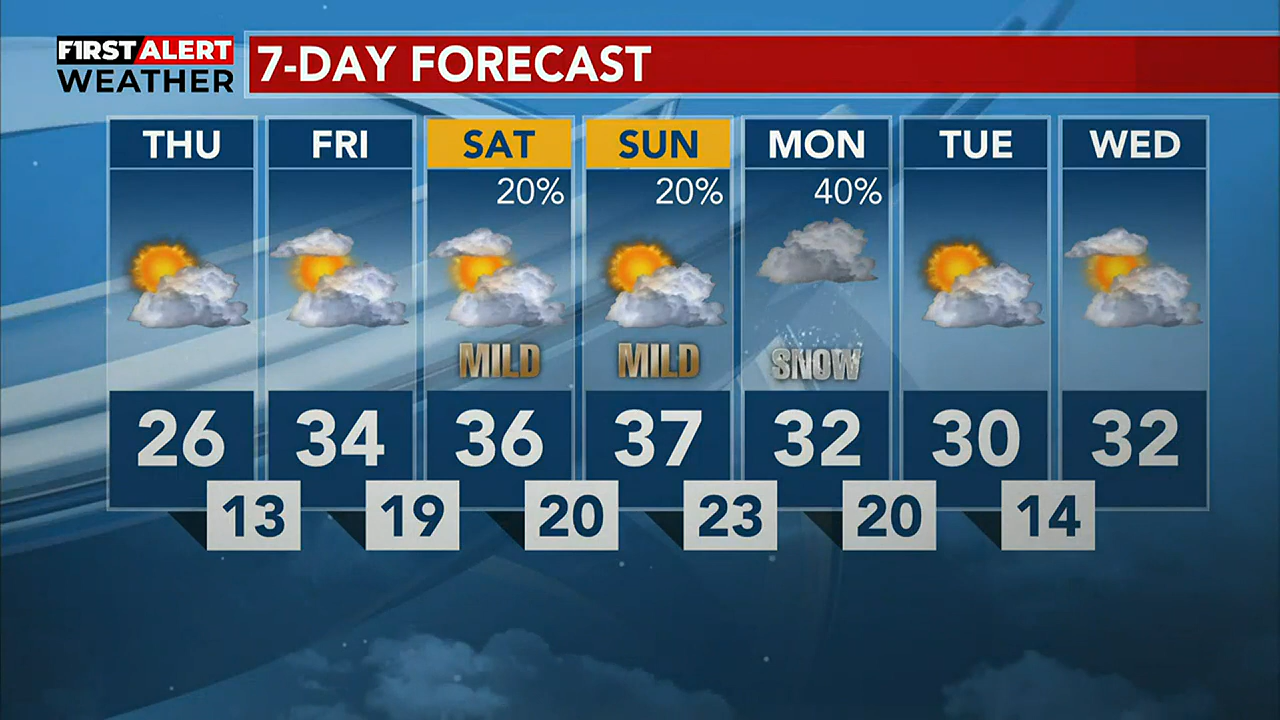 FIRST ALERT
WEATHER
7-DAY FORECAST
THU FRI SAT SUN MON TUE WED
20% 20% 40%
MILD MILD SNOW
26 34 36 37 32 30 32
13 19 20 23 20 14